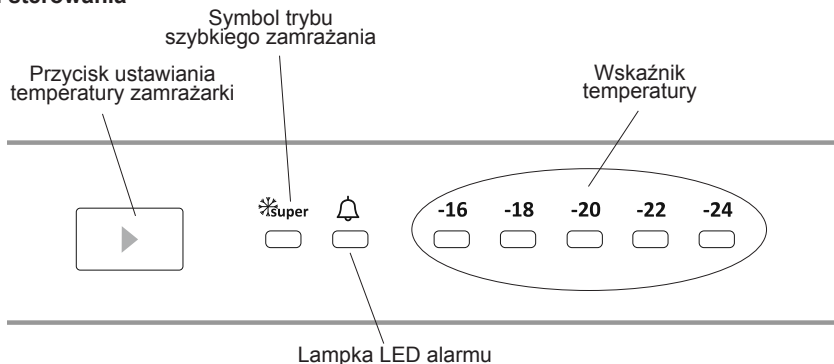 sterowania
Symbol trybu
szybkiego zamrażania
Przycisk ustawiania
temperatury zamrażarki
Wskaźnik
temperatury
super
-16 -18 -20 -22 -24
Lampka LED alarmu